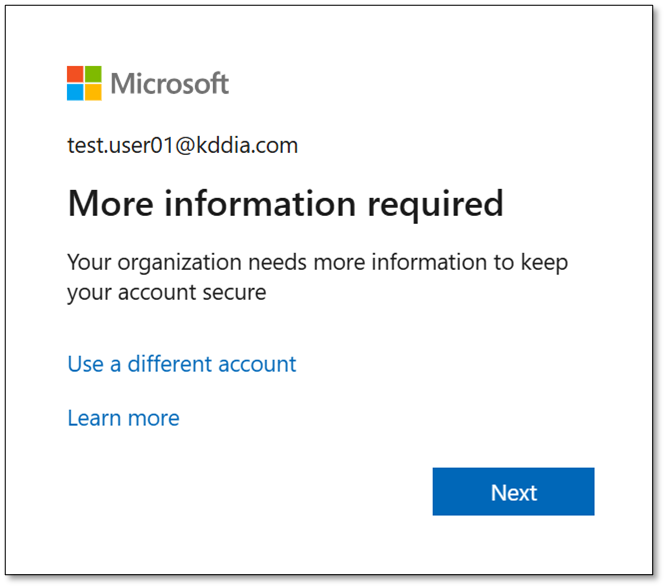 Microsoft
test.user01@kddia.com
More information required
Your organization needs more information to keep
your account secure
Use a different account
Learn more
Next